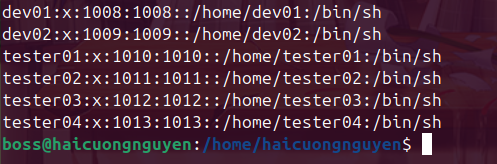 dev01:x:1008:1008::/home/dev01:/bin/sh
dev02:x:1009:1009::/home/dev02:/bin/sh
tester01:x:1010:1010::/home/tester01:/bin/sh
tester02:x:1011:1011::/home/tester02:/bin/sh
tester03:x:1012:1012::/home/tester03:/bin/sh
tester04:x:1013:1013::/home/tester04:/bin/sh
boss@haicuongnguyen:/home/haicuongnguyen$